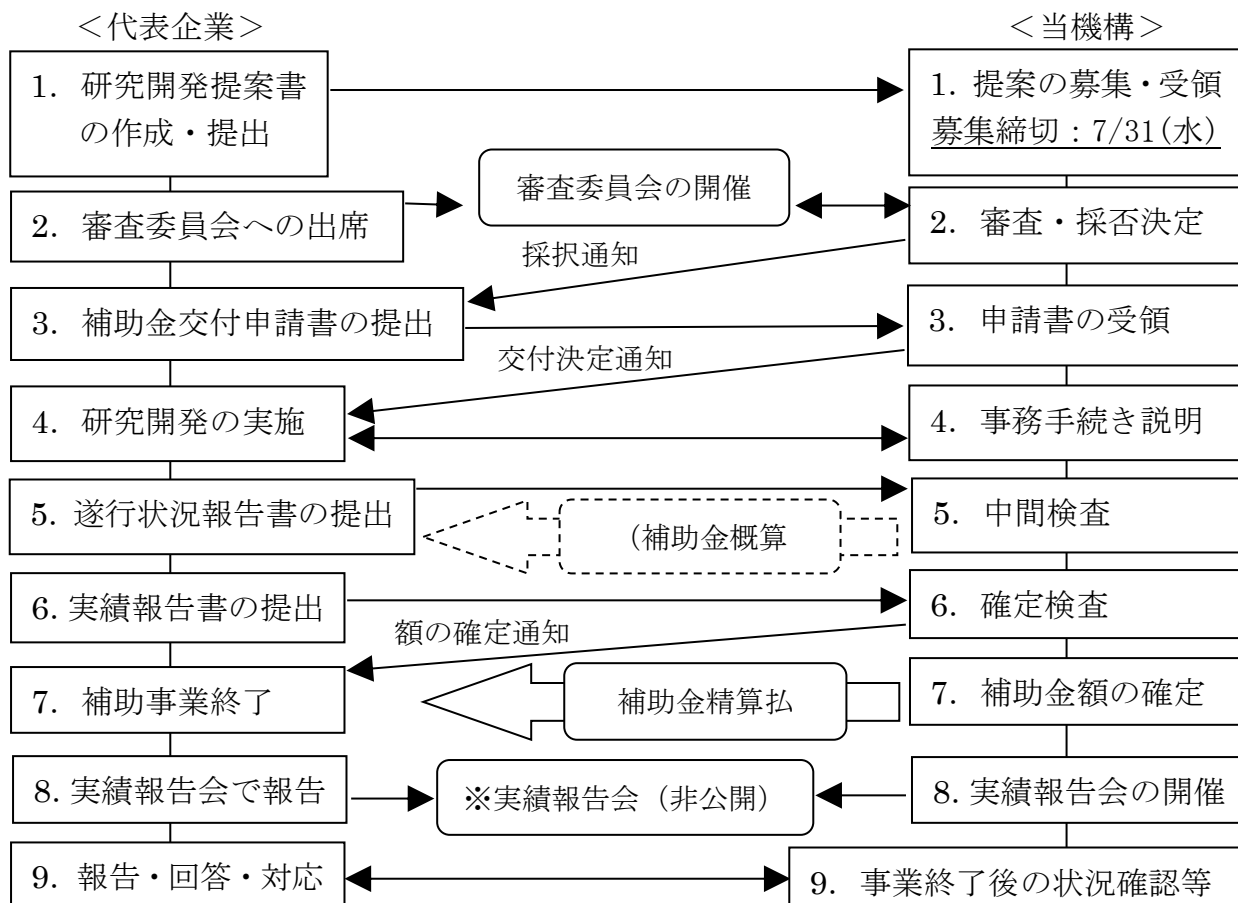 ＜代表企業＞
＜当機構＞
1. 研究開発提案書
の作成・提出
1. 提案の募集・受領
募集締切：7/31(水)
審査委員会の開催
2. 審査委員会への出席
2. 審査・採否決定
採択通知
3. 補助金交付申請書の提出
3. 申請書の受領
交付決定通知
4. 研究開発の実施
4. 事務手続き説明
5. 遂行状況報告書の提出
(補助金概算
5. 中間検査
6. 実績報告書の提出
6. 確定検査
額の確定通知
7. 補助事業終了
補助金精算払
7. 補助金額の確定
8. 実績報告会で報告
※実績報告会（非公開）
8. 実績報告会の開催
9. 報告・回答・対応
9. 事業終了後の状況確認等